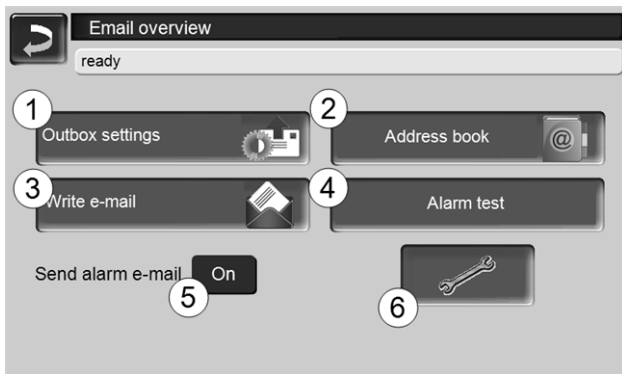 Email overview
ready
1
2
Outbox settings
Address book
@
3
4
Write e-mail
Alarm test
Send alarm e-mail On
5
6